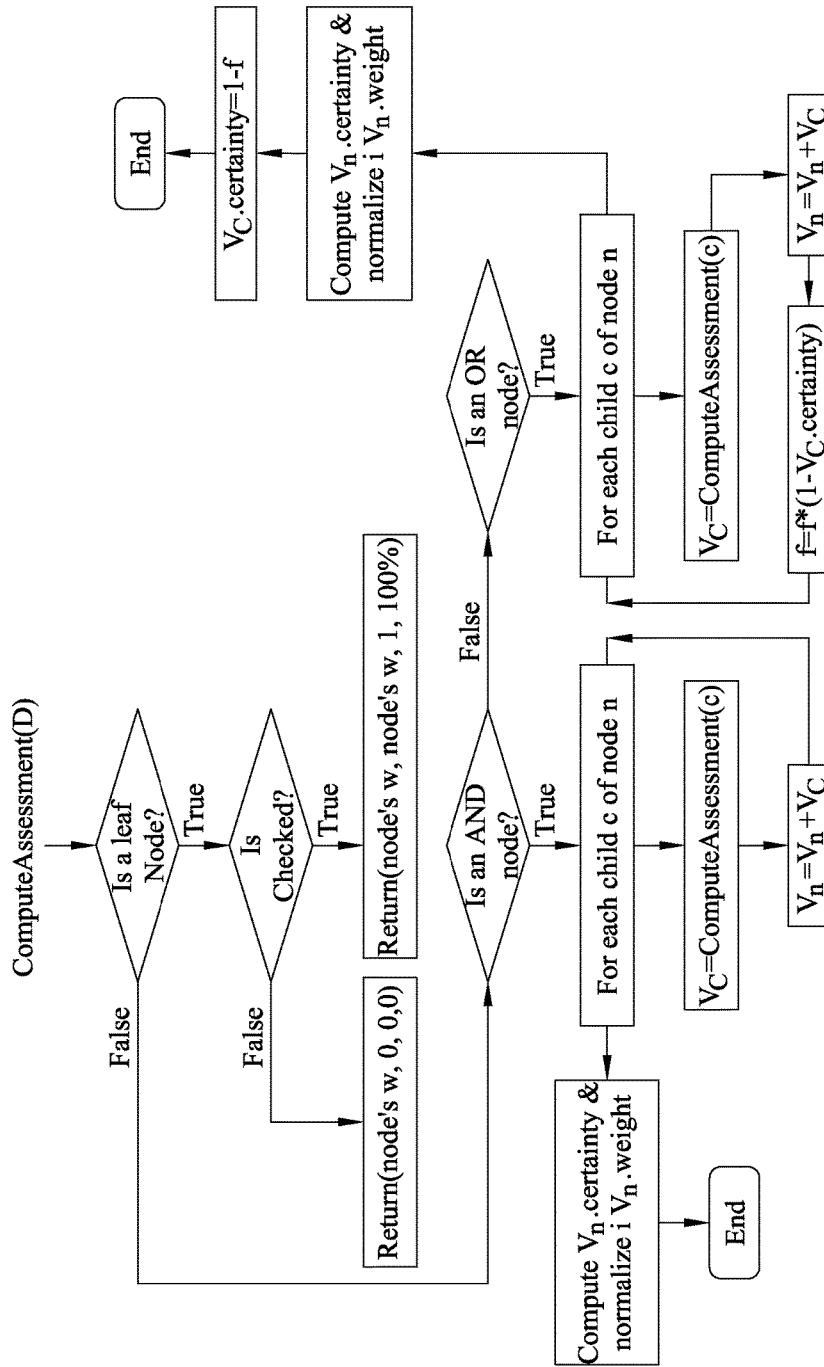 ComputeAssessment(D)
Is a leaf
Node?
False
True
Is
Checked?
False
True
Return(node's w, 0, 0,0)
Return(node's w, node's w, 1, 100%)
Is an AND
node?
False
True
For each child c of node n
V_C=ComputeAssessment(c)
V_n=V_n+V_C
Compute V_n.certainty &
normalize i V_n.weight
End
Is an OR
node?
True
For each child c of node n
V_C=ComputeAssessment(c)
V_n=V_n+V_C
f=f*(1-V_C.certainty)
Compute V_n.certainty &
normalize i V_n.weight
V_C.certainty=1-f
End